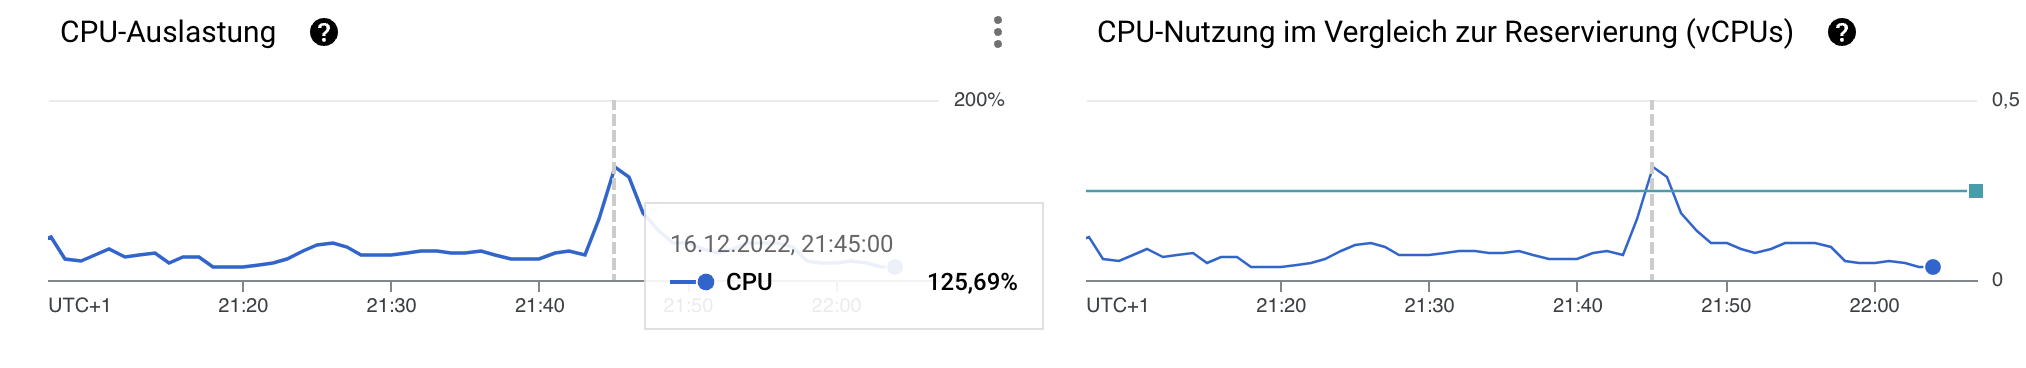 CPU-Auslastung ?
200%
16.12.2022, 21:45:00
CPU 125,69%
UTC+1 21:20 21:30 21:40 21:50 22:00
CPU-Nutzung im Vergleich zur Reservierung (vCPUs) ?
0,5
0
UTC+1 21:20 21:30 21:40 21:50 22:00